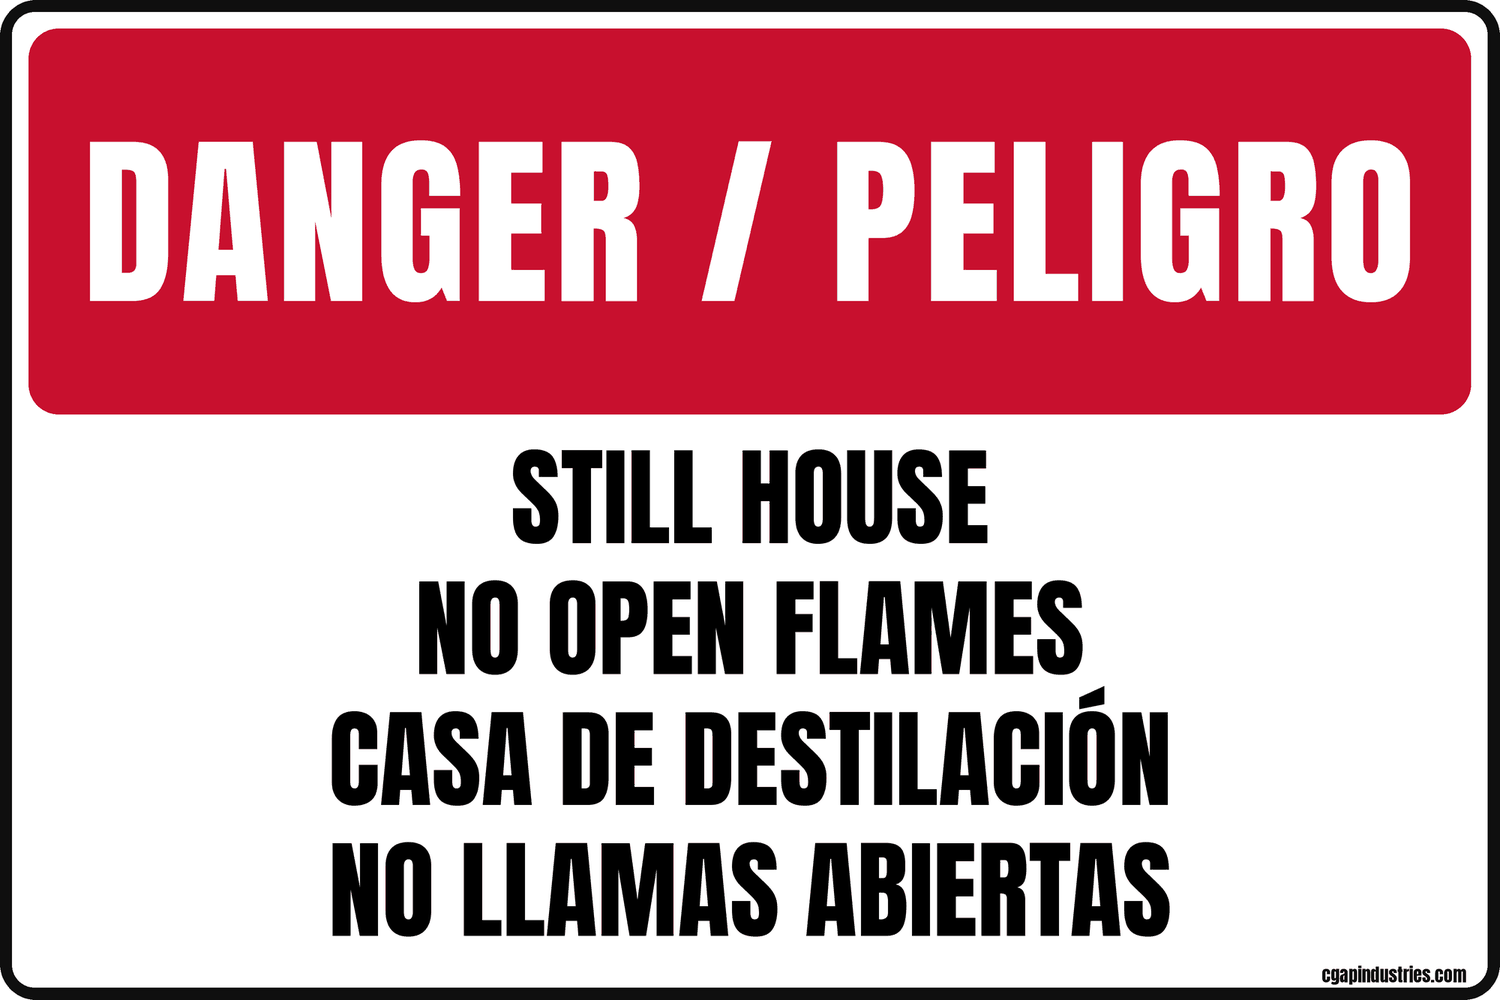 DANGER / PELIGRO
STILL HOUSE
NO OPEN FLAMES
CASA DE DESTILACIÓN
NO LLAMAS ABIERTAS
cgapindustries.com